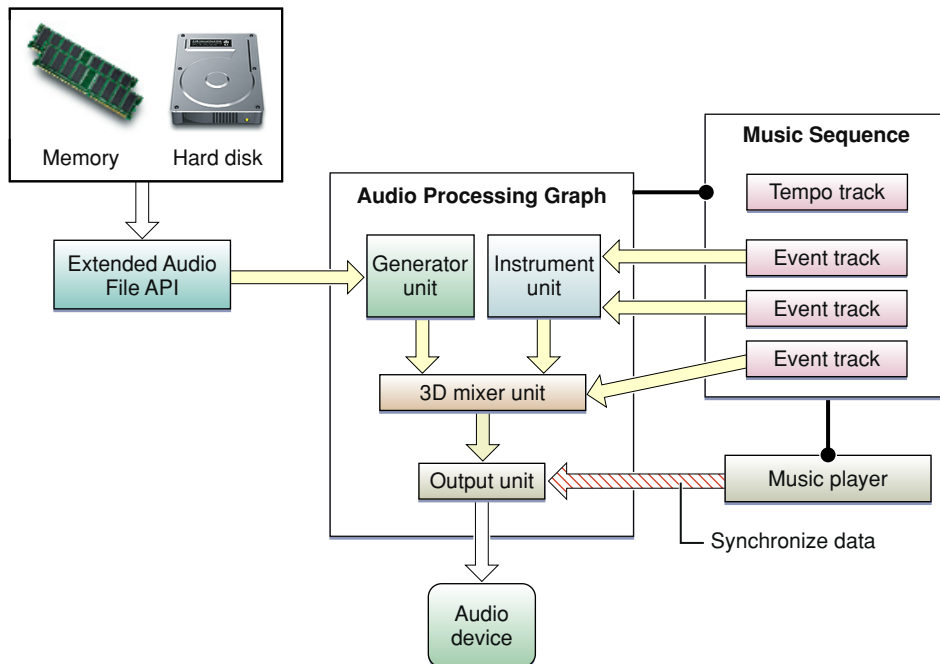 Memory
Hard disk
Extended Audio
File API
Audio Processing Graph
Generator
unit
Instrument
unit
3D mixer unit
Output unit
Audio
device
Music Sequence
Tempo track
Event track
Event track
Event track
Music player
Synchronize data